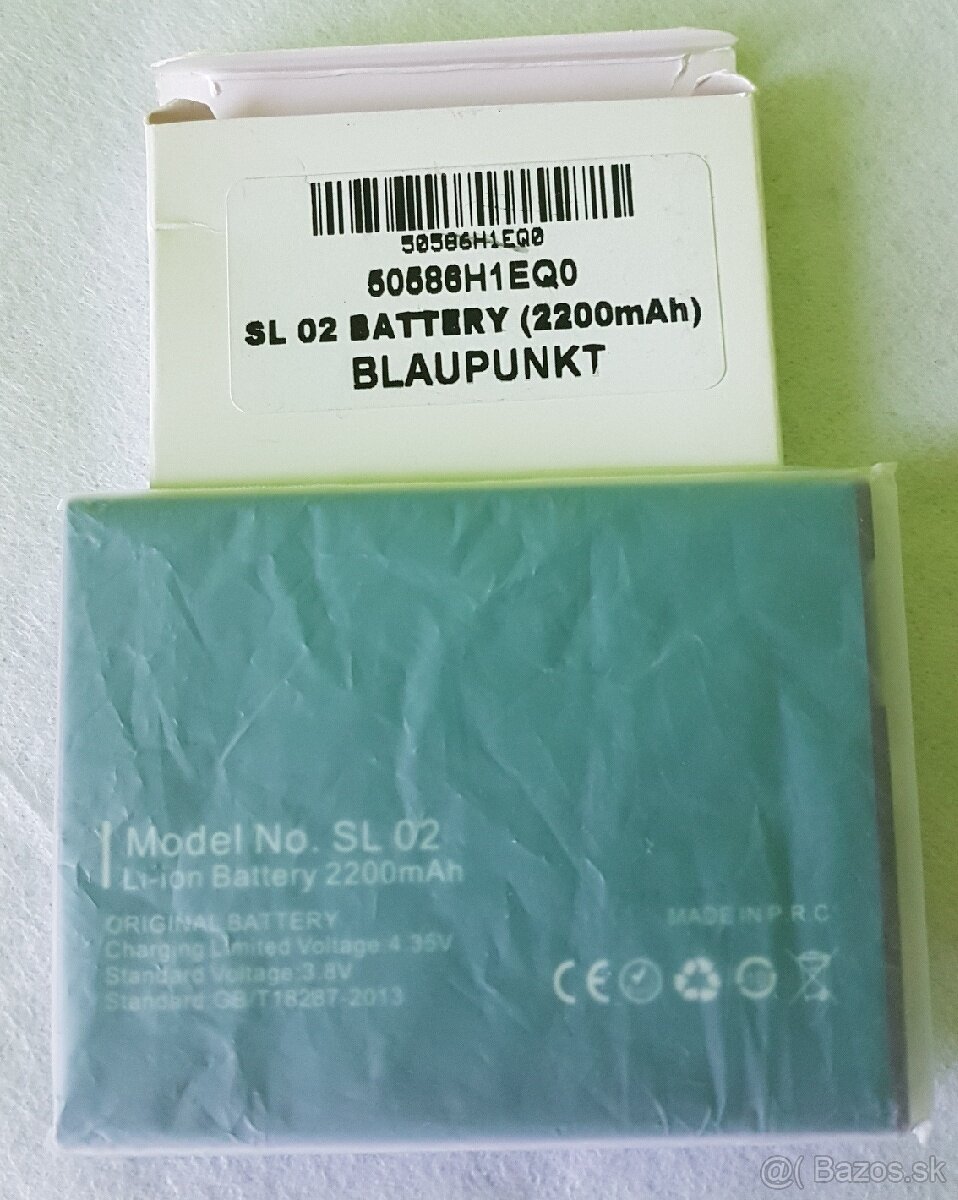 50586H1EQ0
50586H1EQ0
SL 02 BATTERY (2200mAh)
BLAUPUNKT
Model No. SL 02
Li-ion Battery 2200mAh
ORIGINAL BATTERY
MADE IN P.R.C
Charging Limited Voltage:4.35V
Standard Voltage:3.8V
Standard:GB/T18287-2013
CE
@( Bazos.sk